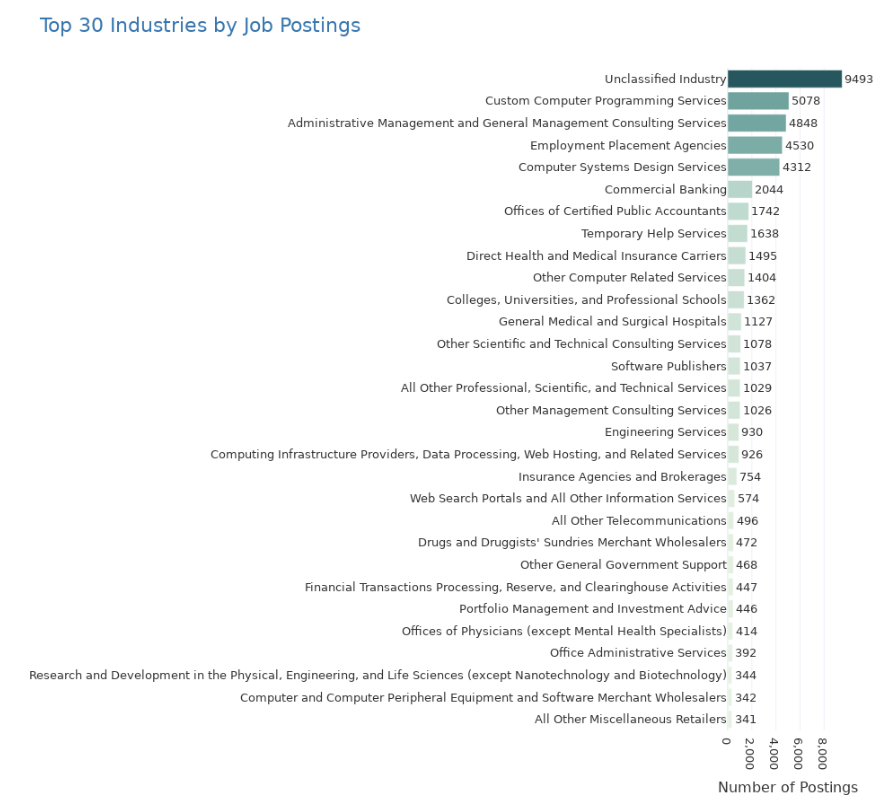 Top 30 Industries by Job Postings
Unclassified Industry 9493
Custom Computer Programming Services 5078
Administrative Management and General Management Consulting Services 4848
Employment Placement Agencies 4530
Computer Systems Design Services 4312
Commercial Banking 2044
Offices of Certified Public Accountants 1742
Temporary Help Services 1638
Direct Health and Medical Insurance Carriers 1495
Other Computer Related Services 1404
Colleges, Universities, and Professional Schools 1362
General Medical and Surgical Hospitals 1127
Other Scientific and Technical Consulting Services 1078
Software Publishers 1037
All Other Professional, Scientific, and Technical Services 1029
Other Management Consulting Services 1026
Engineering Services 930
Computing Infrastructure Providers, Data Processing, Web Hosting, and Related Services 926
Insurance Agencies and Brokerages 754
Web Search Portals and All Other Information Services 574
All Other Telecommunications 496
Drugs and Druggists' Sundries Merchant Wholesalers 472
Other General Government Support 468
Financial Transactions Processing, Reserve, and Clearinghouse Activities 447
Portfolio Management and Investment Advice 446
Offices of Physicians (except Mental Health Specialists) 414
Office Administrative Services 392
Research and Development in the Physical, Engineering, and Life Sciences (except Nanotechnology and Biotechnology) 344
Computer and Computer Peripheral Equipment and Software Merchant Wholesalers 342
All Other Miscellaneous Retailers 341
0 2,000 4,000 6,000 8,000
Number of Postings